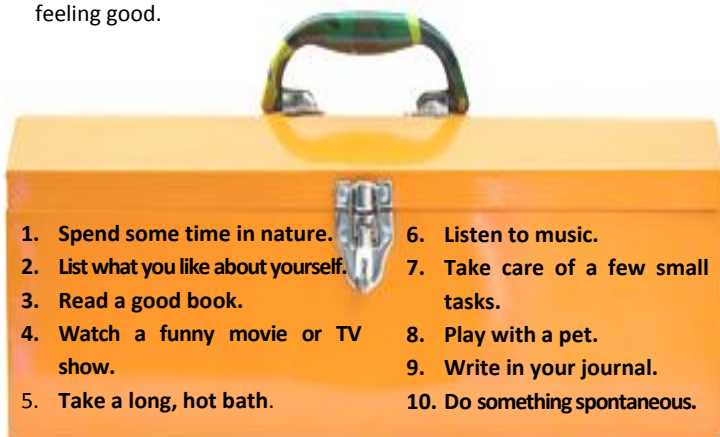 feeling good.
1. Spend some time in nature.
2. List what you like about yourself.
3. Read a good book.
4. Watch a funny movie or TV
show.
5. Take a long, hot bath.
6. Listen to music.
7. Take care of a few small
tasks.
8. Play with a pet.
9. Write in your journal.
10. Do something spontaneous.